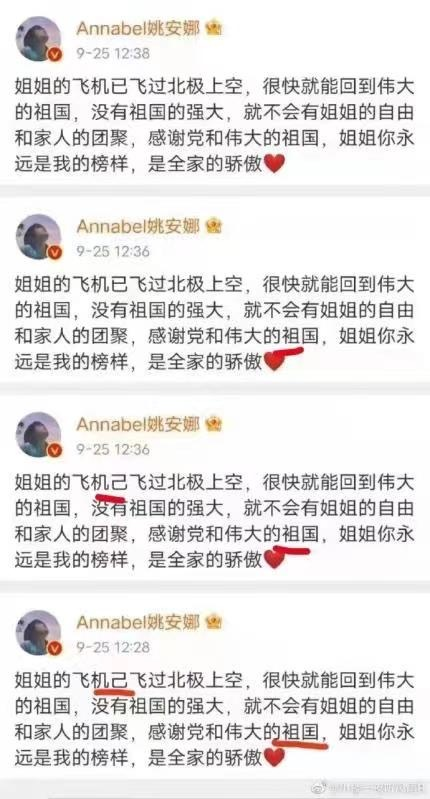 Annabel姚安娜
9-25 12:38
姐姐的飞机已飞过北极上空，很快就能回到伟大
的祖国，没有祖国的强大，就不会有姐姐的自由
和家人的团聚，感谢党和伟大的祖国，姐姐你永
远是我的榜样，是全家的骄傲❤️
Annabel姚安娜
9-25 12:36
姐姐的飞机已飞过北极上空，很快就能回到伟大
的祖国，没有祖国的强大，就不会有姐姐的自由
和家人的团聚，感谢党和伟大的袓国，姐姐你永
远是我的榜样，是全家的骄傲❤️
Annabel姚安娜
9-25 12:36
姐姐的飞机己飞过北极上空，很快就能回到伟大
的祖国，没有祖国的强大，就不会有姐姐的自由
和家人的团聚，感谢党和伟大的袓国，姐姐你永
远是我的榜样，是全家的骄傲❤️
Annabel姚安娜
9-25 12:28
姐姐的飞机己飞过北极上空，很快就能回到伟大
的祖国，没有祖国的强大，就不会有姐姐的自由
和家人的团聚，感谢党和伟大的袓囯，姐姐你永
远是我的榜样，是全家的骄傲❤️